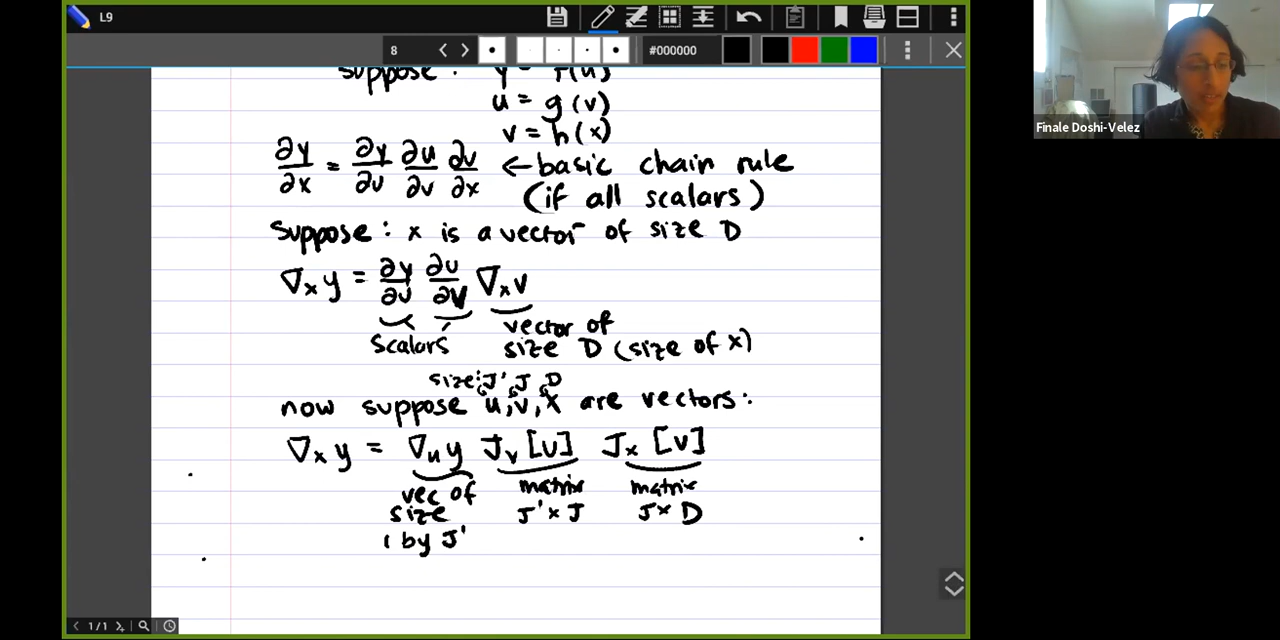 L9
8
#000000
suppose : y = f(u)
u = g(v)
v = h(x)
∂y/∂x = ∂y/∂u ∂u/∂v ∂v/∂x ← basic chain rule
(if all scalars)
suppose : x is a vector of size D
∇ₓ y = ∂y/∂u ∂u/∂v ∇ₓ v
scalars
vector of
size D (size of x)
size: J' J D
now suppose u, v, x are vectors:
∇ₓ y = ∇ᵤ y Jᵥ [u] Jₓ [v]
vec of
size
1 by J'
matrix
J' x J
matrix
J x D
1/1
Finale Doshi-Velez